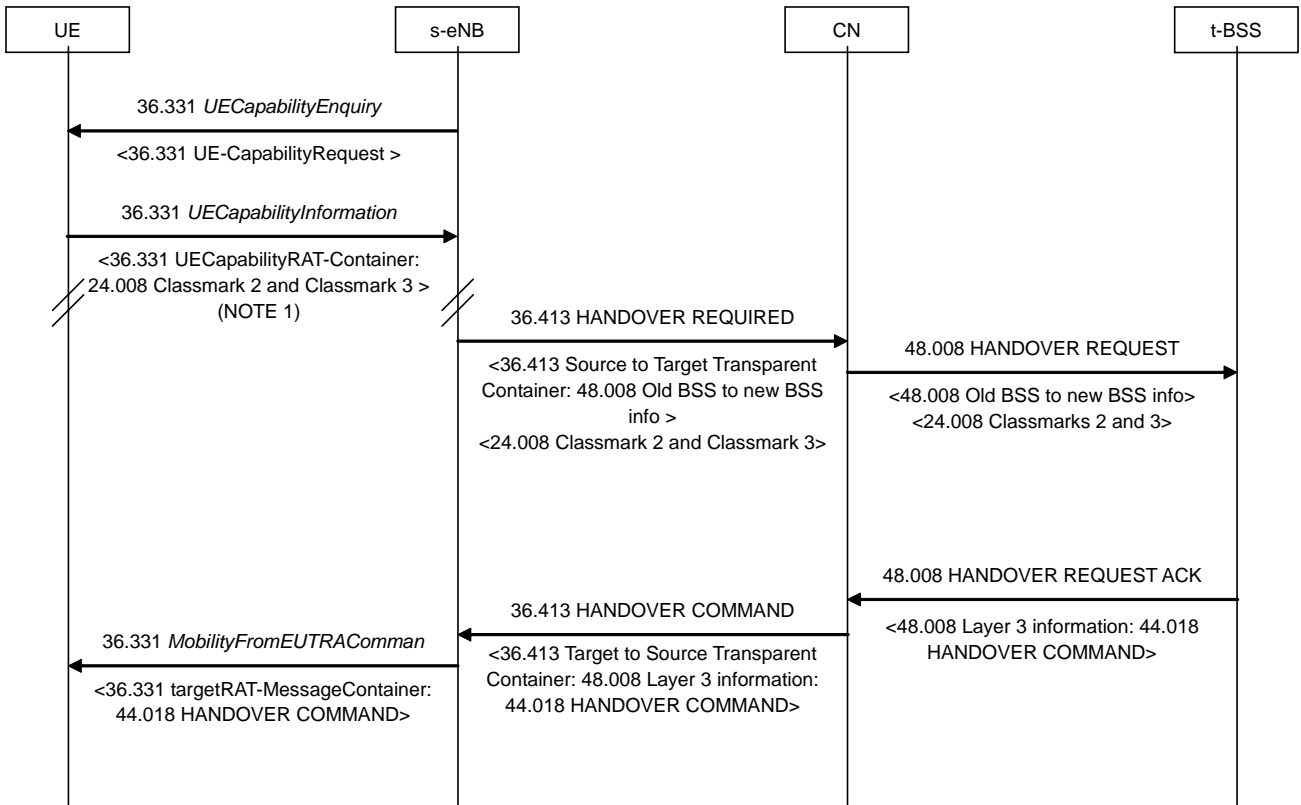 UE
s-eNB
CN
t-BSS
36.331 UECapabilityEnquiry
<36.331 UE-CapabilityRequest >
36.331 UECapabilityInformation
<36.331 UECapabilityRAT-Container:
24.008 Classmark 2 and Classmark 3 >
(NOTE 1)
36.413 HANDOVER REQUIRED
<36.413 Source to Target Transparent
Container: 48.008 Old BSS to new BSS
info >
<24.008 Classmark 2 and Classmark 3>
48.008 HANDOVER REQUEST
<48.008 Old BSS to new BSS info>
<24.008 Classmarks 2 and 3>
48.008 HANDOVER REQUEST ACK
<48.008 Layer 3 information: 44.018
HANDOVER COMMAND>
36.413 HANDOVER COMMAND
<36.413 Target to Source Transparent
Container: 48.008 Layer 3 information:
44.018 HANDOVER COMMAND>
36.331 MobilityFromEUTRAComman
<36.331 targetRAT-MessageContainer:
44.018 HANDOVER COMMAND>